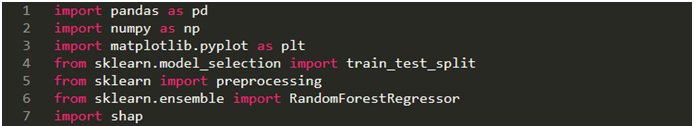 1 import pandas as pd
2 import numpy as np
3 import matplotlib.pyplot as plt
4 from sklearn.model_selection import train_test_split
5 from sklearn import preprocessing
6 from sklearn.ensemble import RandomForestRegressor
7 import shap